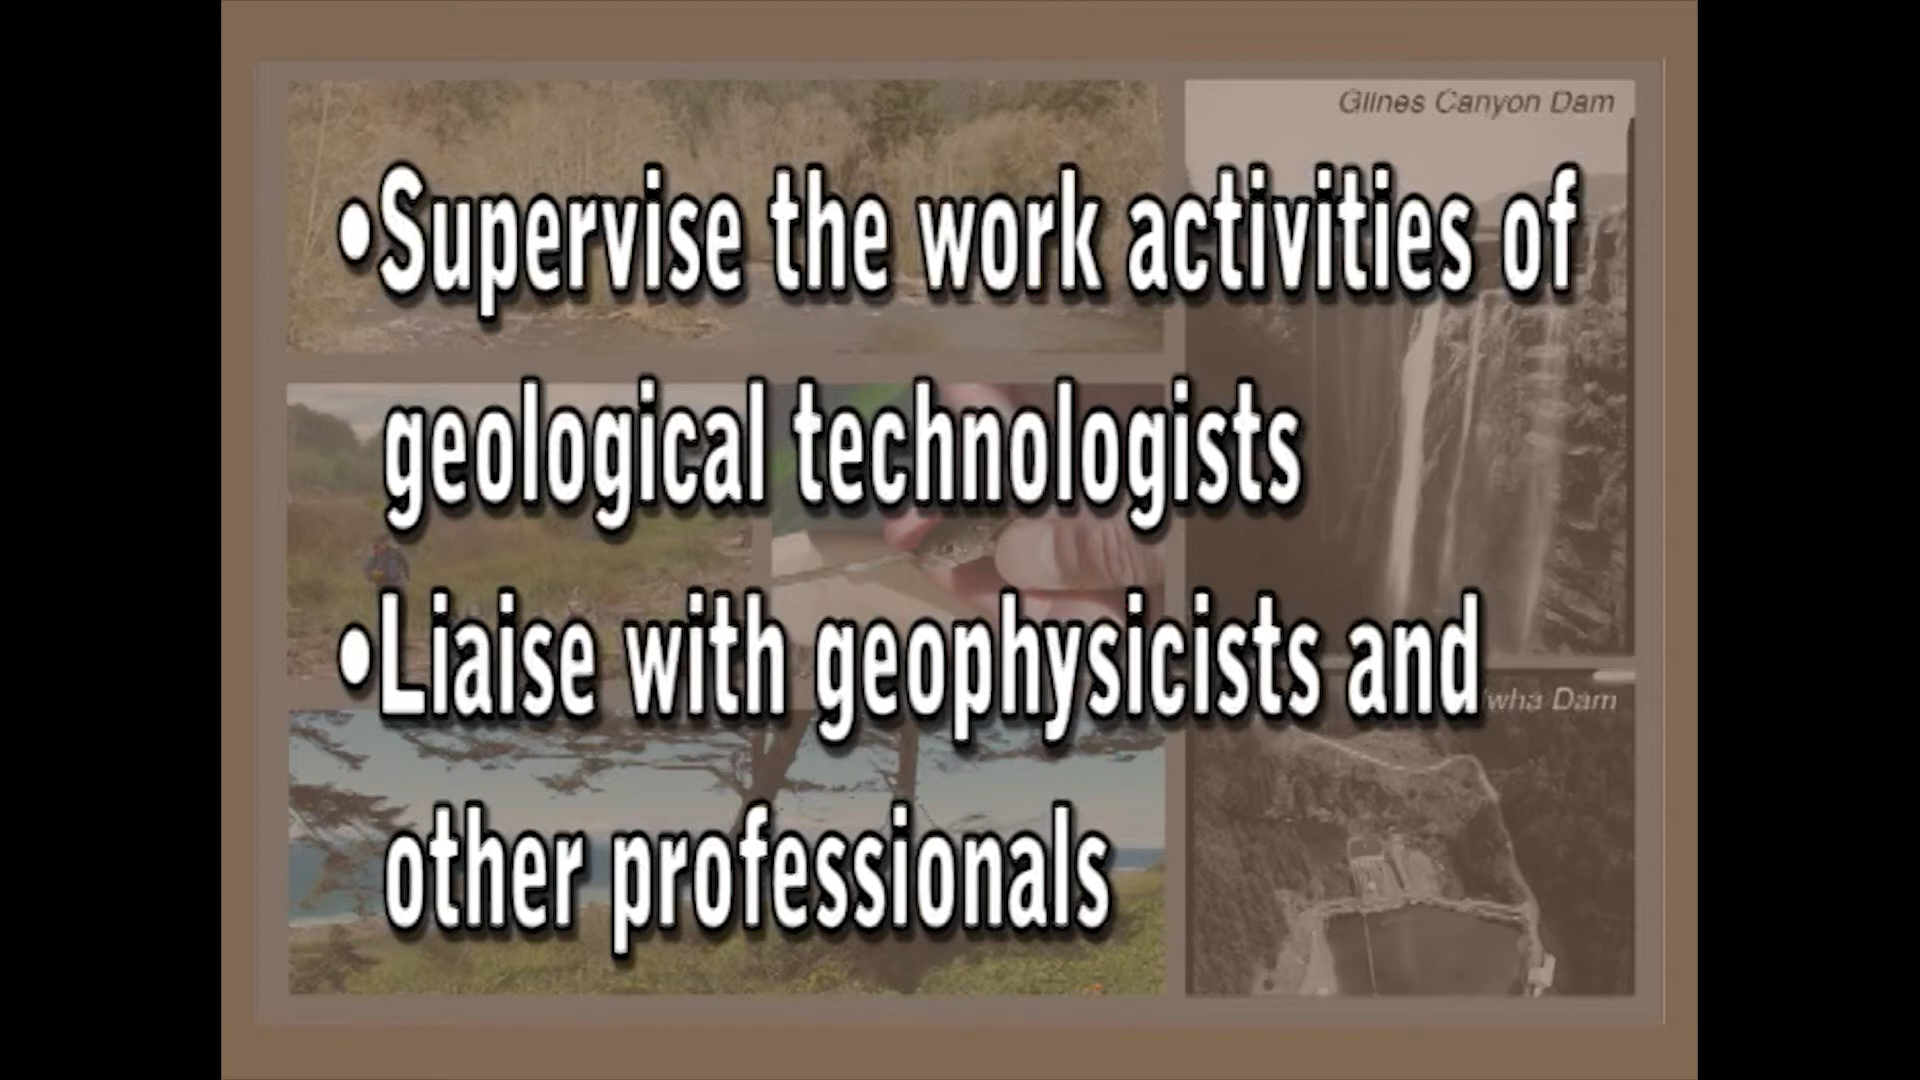 Glines Canyon Dam
•Supervise the work activities of
geological technologists
•Liaise with geophysicists and
wha Dam
other professionals